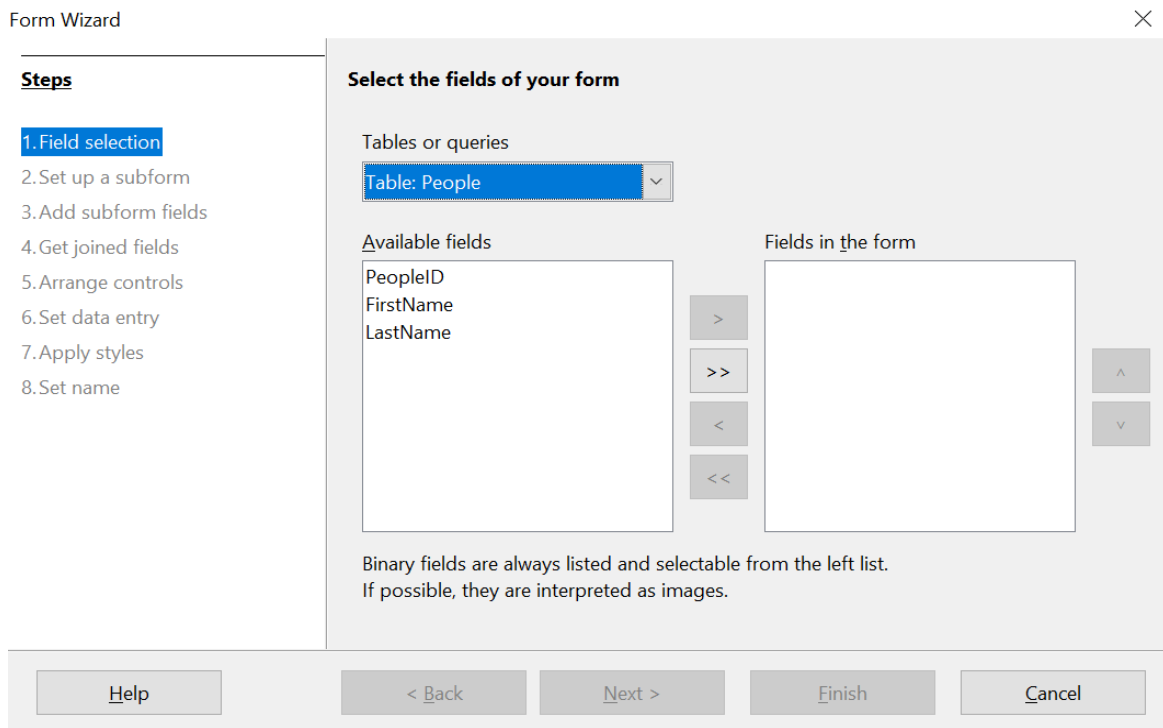 Form Wizard
Steps
1.Field selection
2.Set up a subform
3.Add subform fields
4.Get joined fields
5.Arrange controls
6.Set data entry
7.Apply styles
8.Set name
Select the fields of your form
Tables or queries
Table: People
Available fields
PeopleID
FirstName
LastName
>
>>
<
<<
Fields in the form
^
v
Binary fields are always listed and selectable from the left list.
If possible, they are interpreted as images.
Help
< Back
Next >
Finish
Cancel